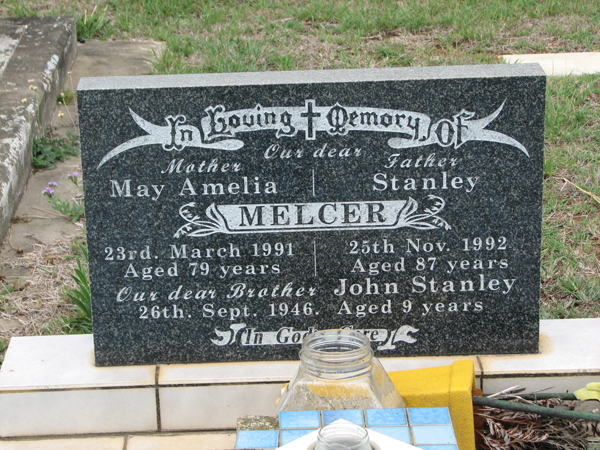 In Loving Memory Of
Our dear
Mother Father
May Amelia Stanley
MELCER
23rd. March 1991 25th Nov. 1992
Aged 79 years Aged 87 years
Our dear Brother John Stanley
26th. Sept. 1946. Aged 9 years
In God's Care